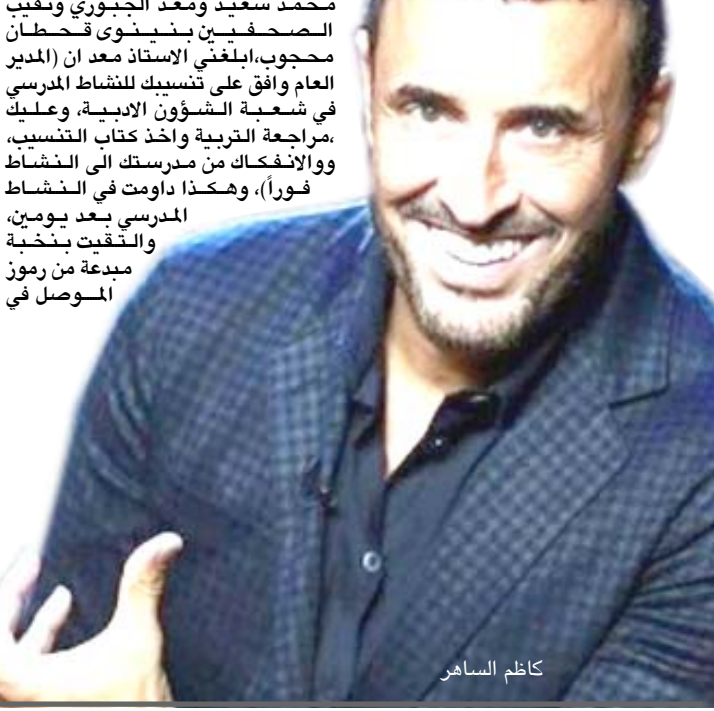 محمد سعيد ومعد الجبوري ونقيب
الصحفيين بنينوى قحطان
محجوب،ابلغني الاستاذ معد ان (المدير
العام وافق على تنسيبك للنشاط المدرسي
في شعبة الشؤون الادبية، وعليك
،مراجعة التربية واخذ كتاب التنسيب،
ووالانفكاك من مدرستك الى النشاط
فوراً)، وهكذا داومت في النشاط
المدرسي بعد يومين،
والتقيت بنخبة
مبدعة من رموز
الموصل في
كاظم الساهر